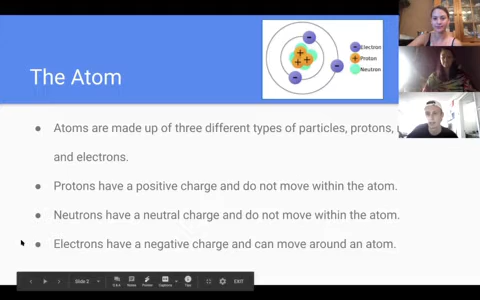 The Atom
Electron
Proton
Neutron
● Atoms are made up of three different types of particles, protons,
and electrons.
● Protons have a positive charge and do not move within the atom.
● Neutrons have a neutral charge and do not move within the atom.
● Electrons have a negative charge and can move around an atom.
Slide 2
Q & A
Notes
Pointer
Captions
Tips
EXIT